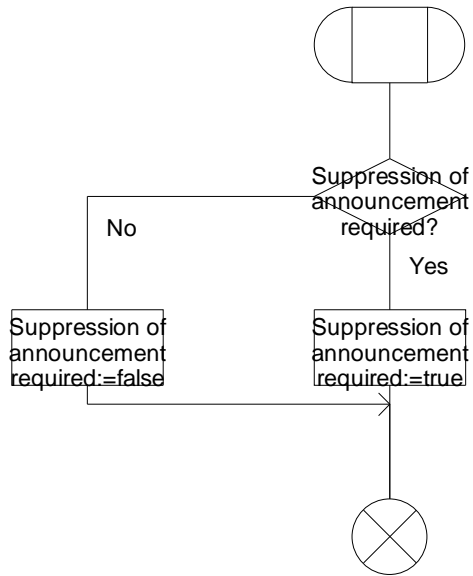 Suppression of
announcement
required?
No
Yes
Suppression of
announcement
required:=false
Suppression of
announcement
required:=true